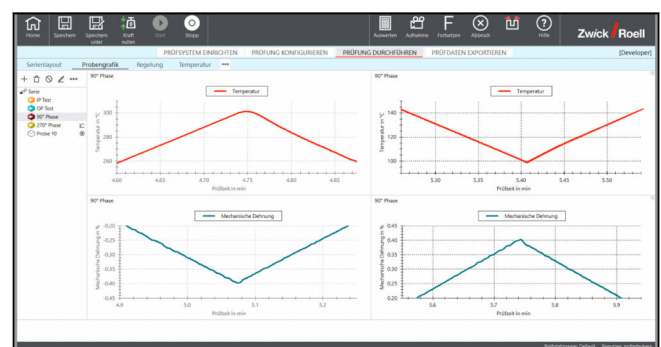 Home Speichern Speichern unter Kraft nullen Start Stopp Auswerten Aufnahme Fortsetzen Abbruch Hilfe Zwick Roell
PRÜFSYSTEM EINRICHTEN PRÜFUNG KONFIGURIEREN PRÜFUNG DURCHFÜHREN PRÜFDATEN EXPORTIEREN [Developer]
Serienlayout Probengrafik Regelung Temperatur •••
Serie
IP Test
OP Test
90° Phase
270° Phase
Probe 10
90° Phase
Temperatur
Temperatur in °C
300
280
260
4.60 4.65 4.70 4.75 4.80 4.85
Prüfzeit in min
90° Phase
Temperatur
Temperatur in °C
140
120
100
5.30 5.35 5.40 5.45 5.50
Prüfzeit in min
90° Phase
Mechanische Dehnung
Mechanische Dehnung in %
-0,20
-0.25
-0.30
-0.35
-0.40
-0.45
4.9 5.0 5.1 5.2
Prüfzeit in min
90° Phase
Mechanische Dehnung
Mechanische Dehnung in %
0.45
0.40
0.35
0.30
0.25
0.20
5.6 5.7 5.8 5.9
Prüfzeit in min